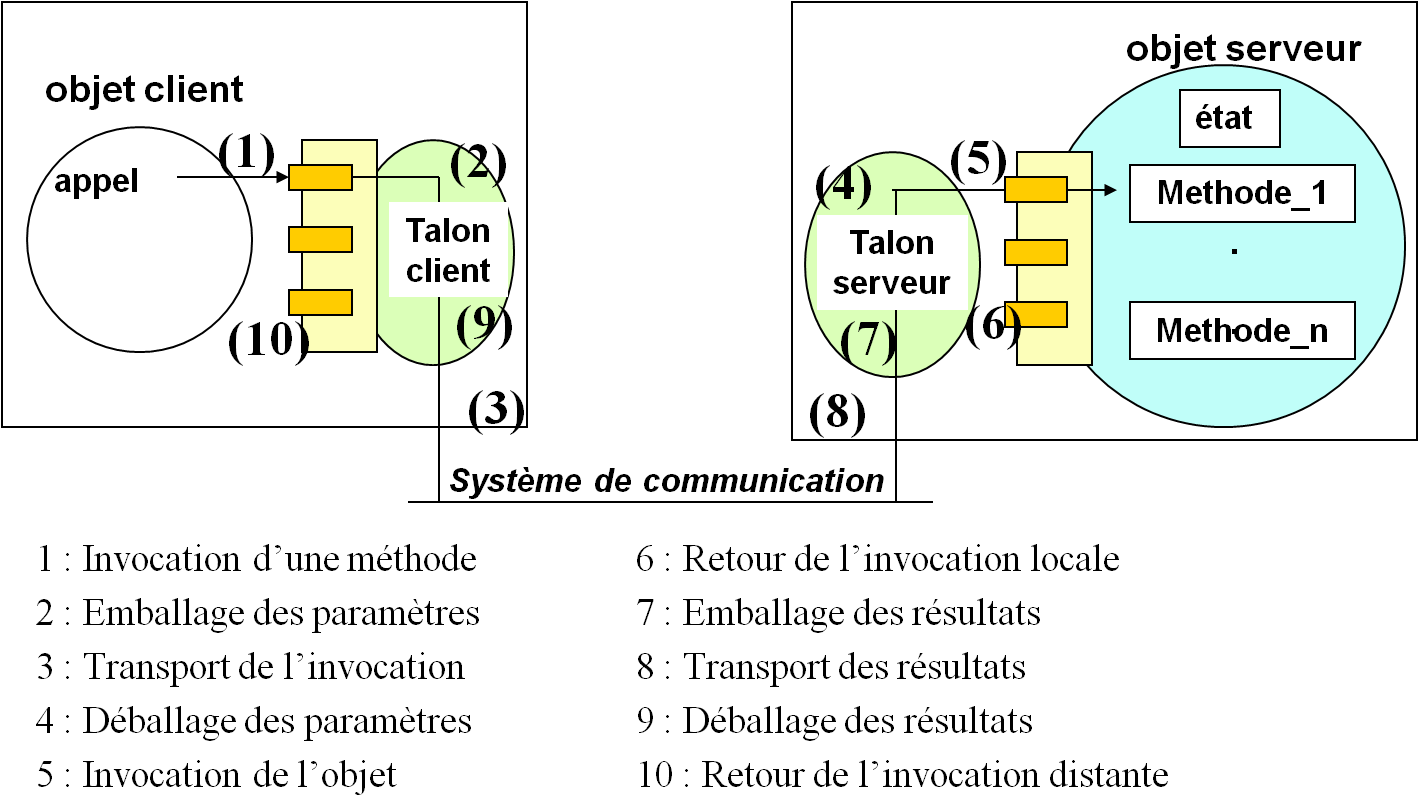 objet client
objet serveur
état
(1)
(2)
(4)
(5)
appel
Methode_1
Talon
client
Talon
serveur
.
(9)
(10)
(7)
(6)
Methode_n
.
(3)
(8)
Système de communication
1 : Invocation d’une méthode
2 : Emballage des paramètres
3 : Transport de l’invocation
4 : Déballage des paramètres
5 : Invocation de l’objet
6 : Retour de l’invocation locale
7 : Emballage des résultats
8 : Transport des résultats
9 : Déballage des résultats
10 : Retour de l’invocation distante